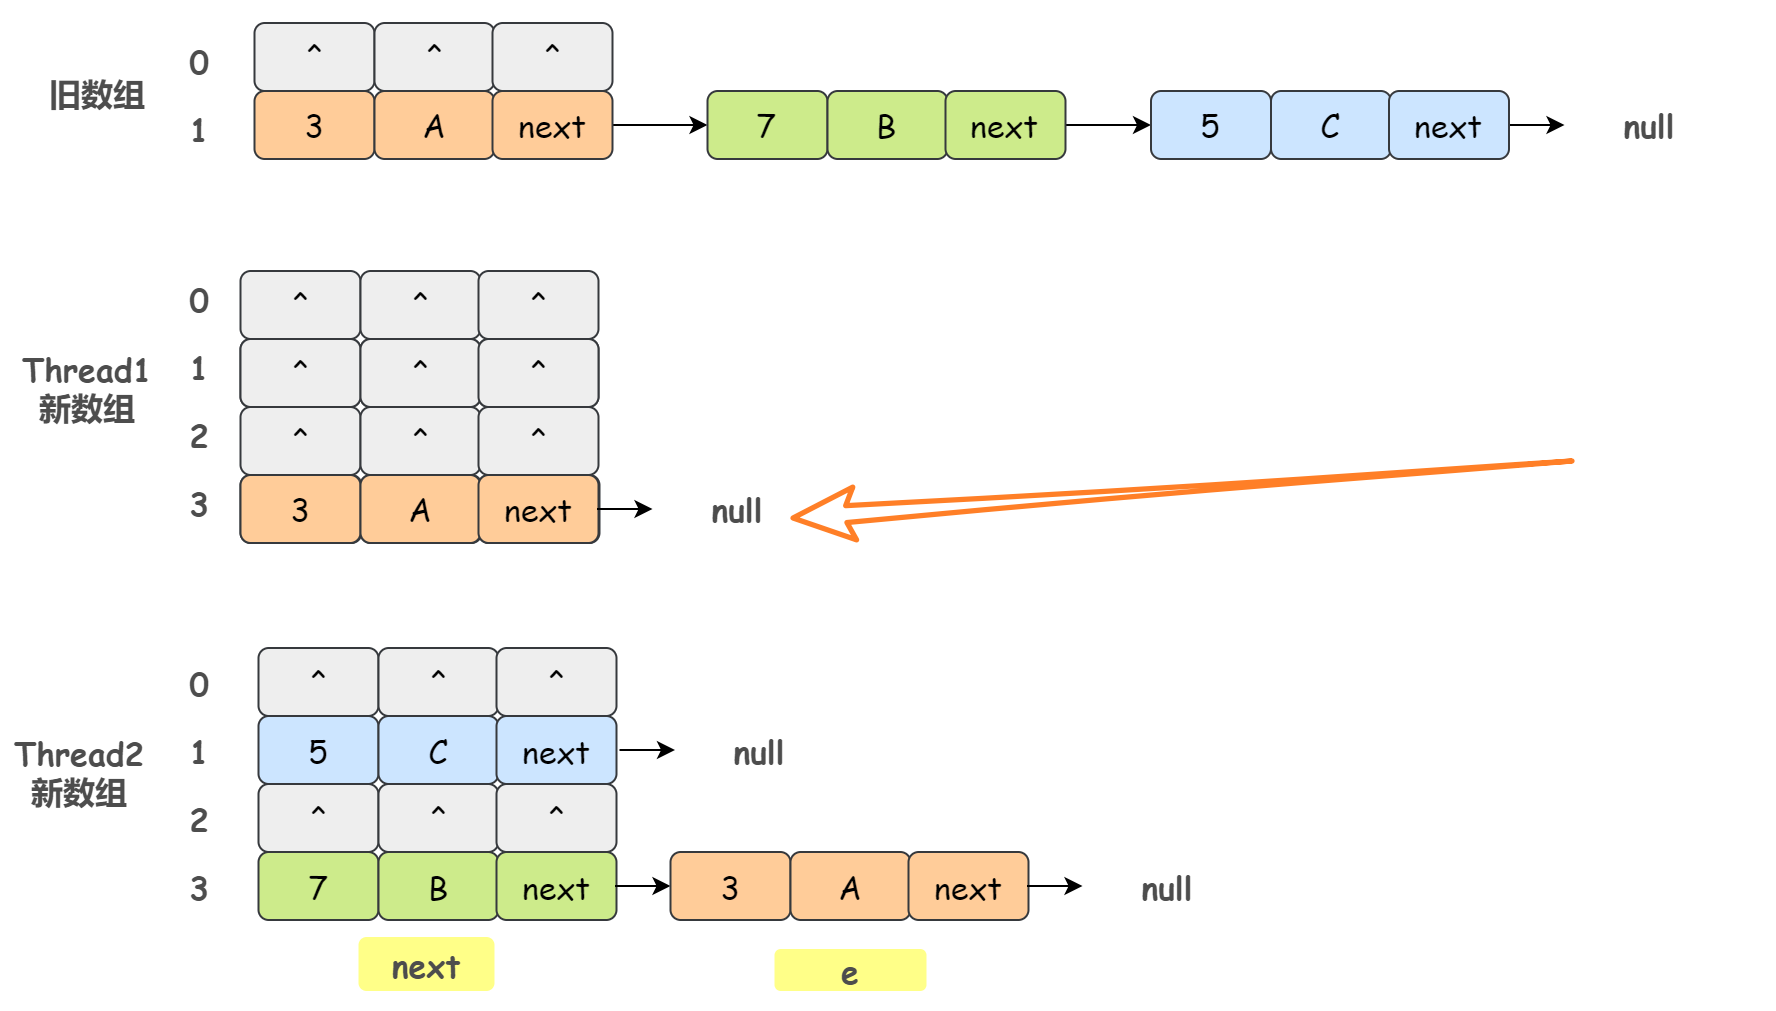 0 ^ ^ ^
旧数组
1 3 A next 7 B next 5 C next null
0 ^ ^ ^
Thread1
新数组
1 ^ ^ ^
2 ^ ^ ^
3 3 A next null
0 ^ ^ ^
Thread2
新数组
1 5 C next null
2 ^ ^ ^
3 7 B next 3 A next null
next e